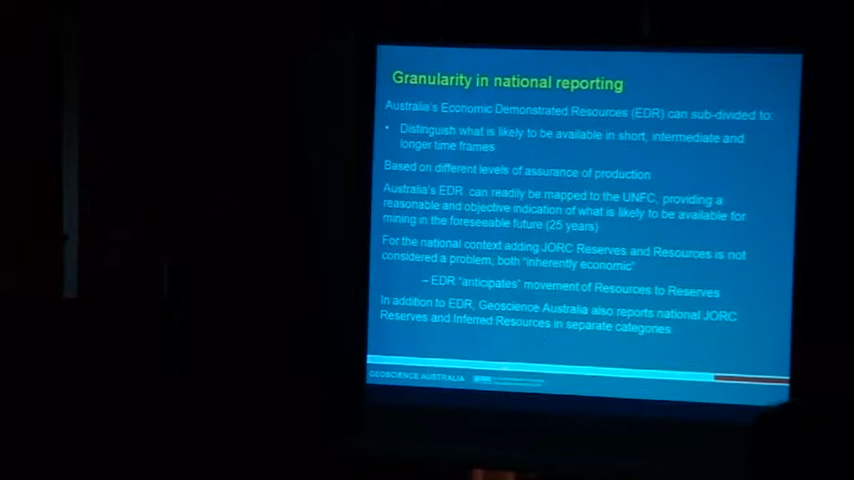 Granularity in national reporting
Australia's Economic Demonstrated Resources (EDR) can sub-divided to:
• Distinguish what is likely to be available in short, intermediate and
longer time frames
Based on different levels of assurance of production
Australia's EDR can readily be mapped to the UNFC, providing a
reasonable and objective indication of what is likely to be available for
mining in the foreseeable future (25 years)
For the national context adding JORC Reserves and Resources is not
considered a problem, both "inherently economic"
– EDR "anticipates" movement of Resources to Reserves
In addition to EDR, Geoscience Australia also reports national JORC
Reserves and Inferred Resources in separate categories
GEOSCIENCE AUSTRALIA